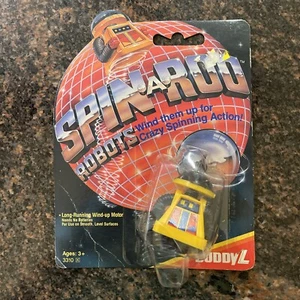 SPIN-A-ROO
ROBOTS
Wind them up for
Crazy Spinning Action!
• Long-Running Wind-up Motor
Needs No Batteries
For Use on Smooth, Level Surfaces
Ages: 3+
3310
BUDDY L